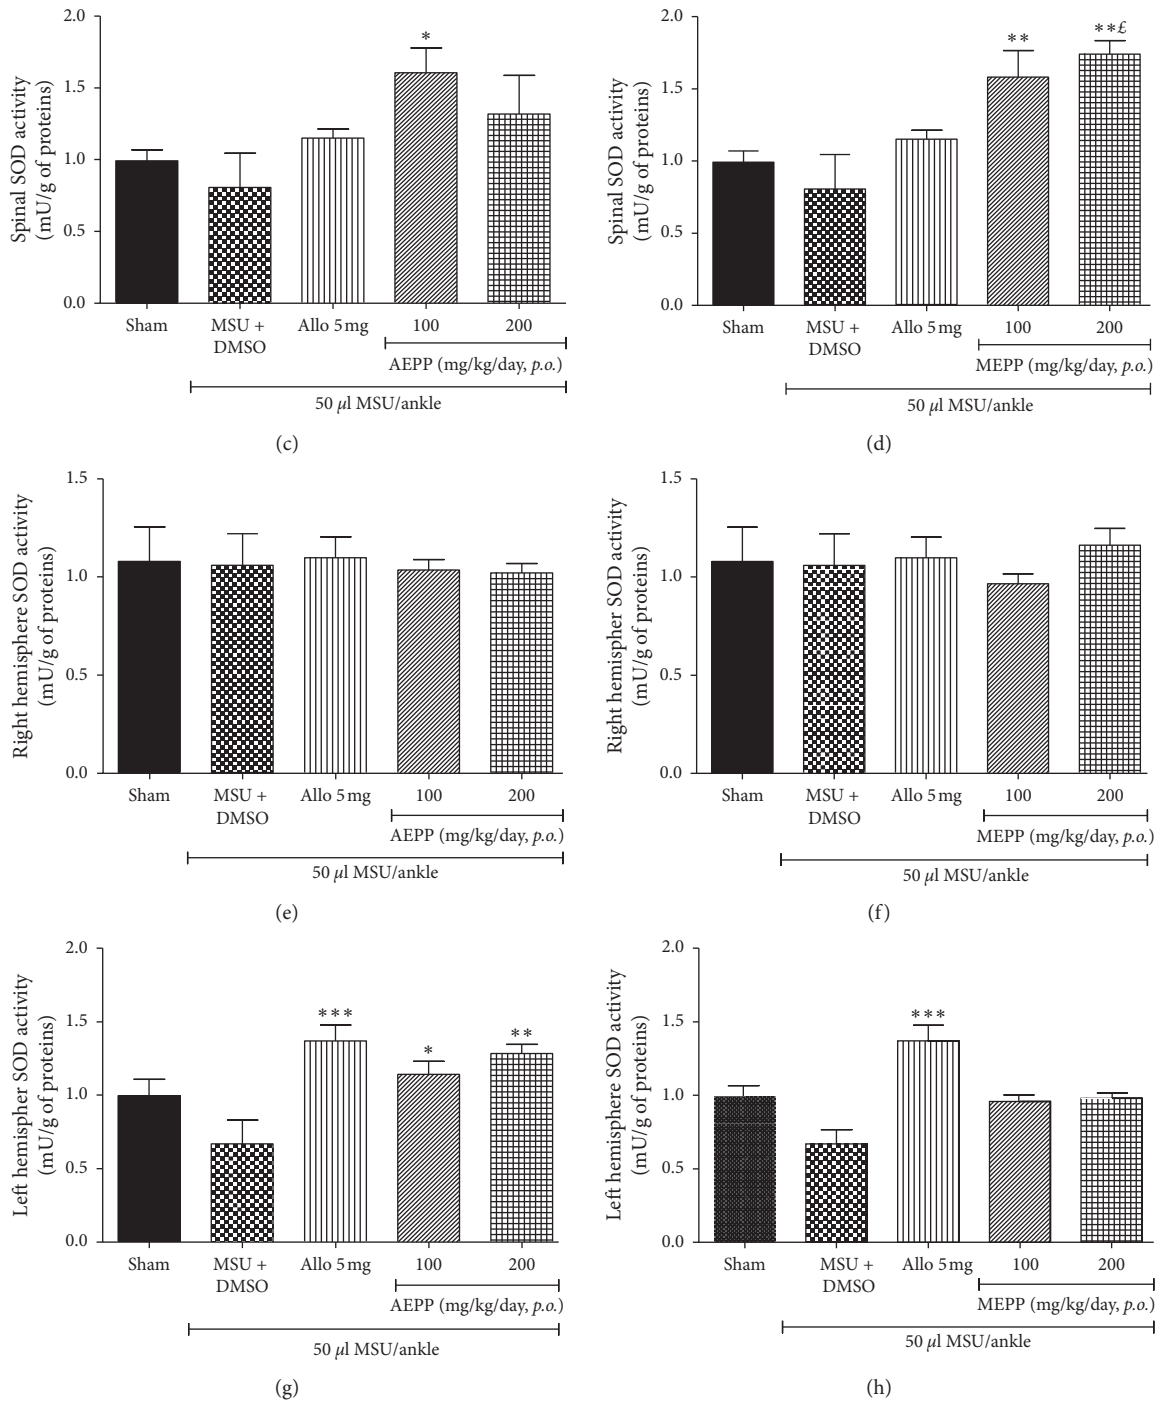 2.0
1.5
1.0
0.5
0.0
Spinal SOD activity
(mU/g of proteins)
*
Sham
MSU +
DMSO
Allo 5 mg
100
200
AEPP (mg/kg/day, p.o.)
50 μl MSU/ankle
(c)
2.0
1.5
1.0
0.5
0.0
Spinal SOD activity
(mU/g of proteins)
**
**£
Sham
MSU +
DMSO
Allo 5 mg
100
200
MEPP (mg/kg/day, p.o.)
50 μl MSU/ankle
(d)
1.5
1.0
0.5
0.0
Right hemisphere SOD activity
(mU/g of proteins)
Sham
MSU +
DMSO
Allo 5 mg
100
200
AEPP (mg/kg/day, p.o.)
50 μl MSU/ankle
(e)
1.5
1.0
0.5
0.0
Right hemispher SOD activity
(mU/g of proteins)
Sham
MSU +
DMSO
Allo 5 mg
100
200
MEPP (mg/kg/day, p.o.)
50 μl MSU/ankle
(f)
2.0
1.5
1.0
0.5
0.0
Left hemispher SOD activity
(mU/g of proteins)
***
*
**
Sham
MSU +
DMSO
Allo 5 mg
100
200
AEPP (mg/kg/day, p.o.)
50 μl MSU/ankle
(g)
2.0
1.5
1.0
0.5
0.0
Left hemisphere SOD activity
(mU/g of proteins)
***
Sham
MSU +
DMSO
Allo 5 mg
100
200
MEPP (mg/kg/day, p.o.)
50 μl MSU/ankle
(h)